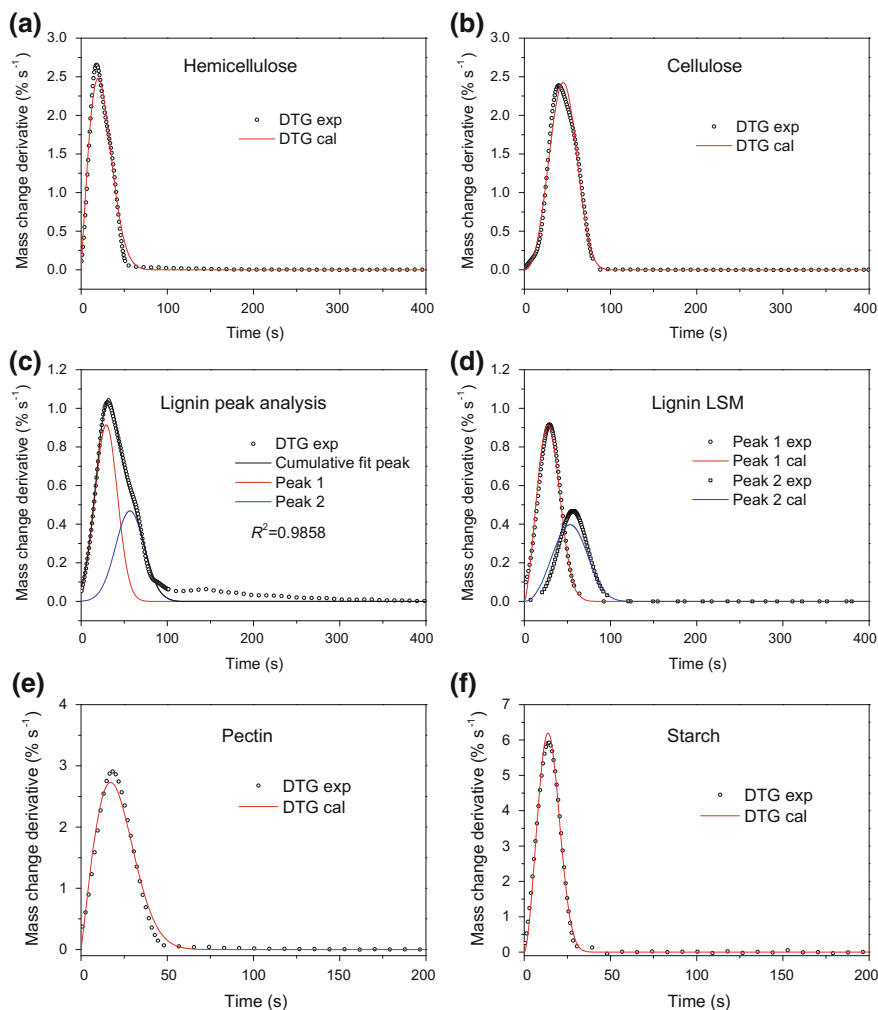 (a)
3.0
2.5
2.0
1.5
1.0
0.5
0.0
Mass change derivative (% s⁻¹)
Hemicellulose
DTG exp
DTG cal
0 100 200 300 400
Time (s)
(b)
3.0
2.5
2.0
1.5
1.0
0.5
0.0
Mass change derivative (% s⁻¹)
Cellulose
DTG exp
DTG cal
0 100 200 300 400
Time (s)
(c)
1.2
1.0
0.8
0.6
0.4
0.2
0.0
Mass change derivative (% s⁻¹)
Lignin peak analysis
DTG exp
Cumulative fit peak
Peak 1
Peak 2
R²=0.9858
0 100 200 300 400
Time (s)
(d)
1.2
1.0
0.8
0.6
0.4
0.2
0.0
Mass change derivative (% s⁻¹)
Lignin LSM
Peak 1 exp
Peak 1 cal
Peak 2 exp
Peak 2 cal
0 100 200 300 400
Time (s)
(e)
4
3
2
1
0
Mass change derivative (% s⁻¹)
Pectin
DTG exp
DTG cal
0 50 100 150 200
Time (s)
(f)
7
6
5
4
3
2
1
0
Mass change derivative (% s⁻¹)
Starch
DTG exp
DTG cal
0 50 100 150 200
Time (s)